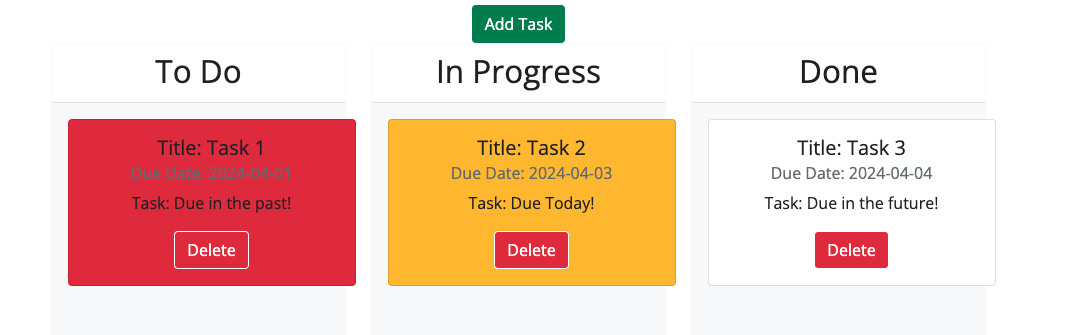 Add Task
To Do
Title: Task 1
Due Date: 2024-04-01
Task: Due in the past!
Delete
In Progress
Title: Task 2
Due Date: 2024-04-03
Task: Due Today!
Delete
Done
Title: Task 3
Due Date: 2024-04-04
Task: Due in the future!
Delete